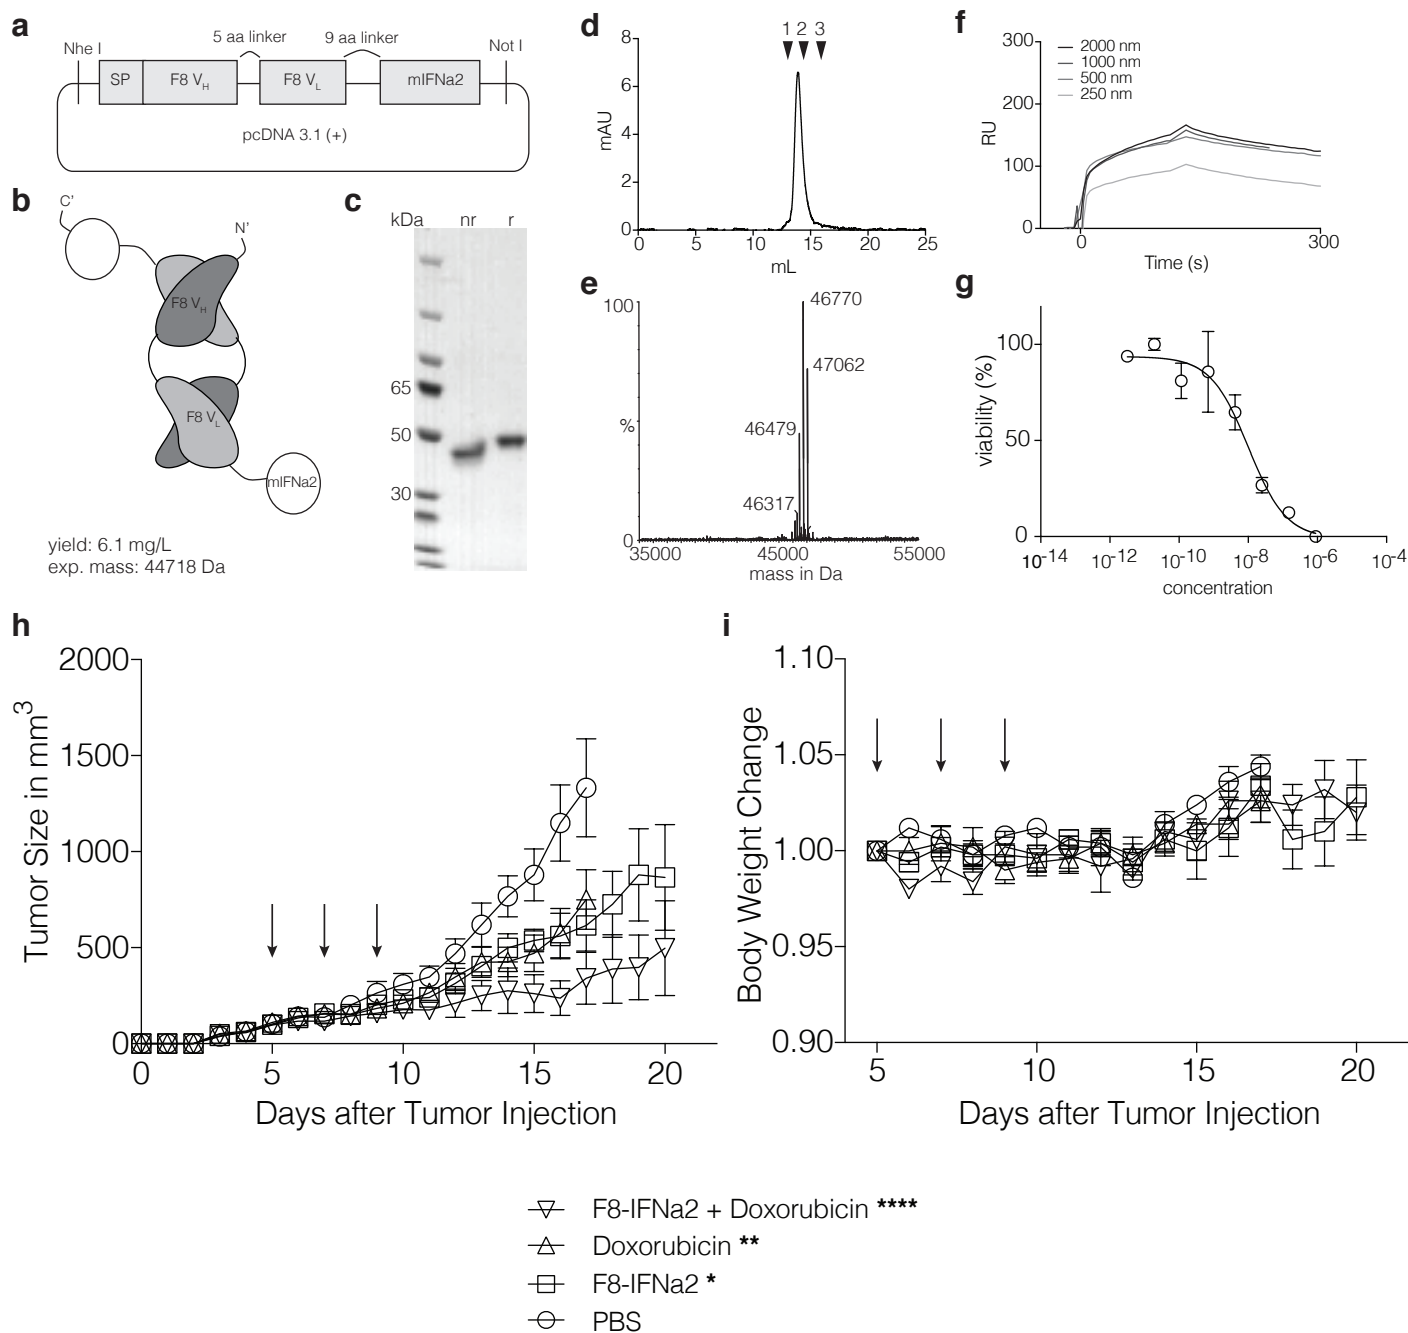 a
Nhe I
5 aa linker
9 aa linker
Not I
SP
F8 VH
F8 VL
mIFNa2
pcDNA 3.1 (+)
b
C'
N'
F8 VH
F8 VL
mIFNa2
yield: 6.1 mg/L
exp. mass: 44718 Da
c
kDa
nr
r
65
50
30
d
1 2 3
8
6
4
2
0
mAU
0 5 10 15 20 25
mL
e
100
%
0
46770
47062
46479
46317
35000 45000 55000
mass in Da
f
300
200
100
0
RU
2000 nm
1000 nm
500 nm
250 nm
0 300
Time (s)
g
100
50
0
viability (%)
10-14 10-12 10-10 10-8 10-6 10-4
concentration
h
2000
1500
1000
500
0
Tumor Size in mm3
0 5 10 15 20
Days after Tumor Injection
i
1.10
1.05
1.00
0.95
0.90
Body Weight Change
5 10 15 20
Days after Tumor Injection
F8-IFNa2 + Doxorubicin ****
Doxorubicin **
F8-IFNa2 *
PBS